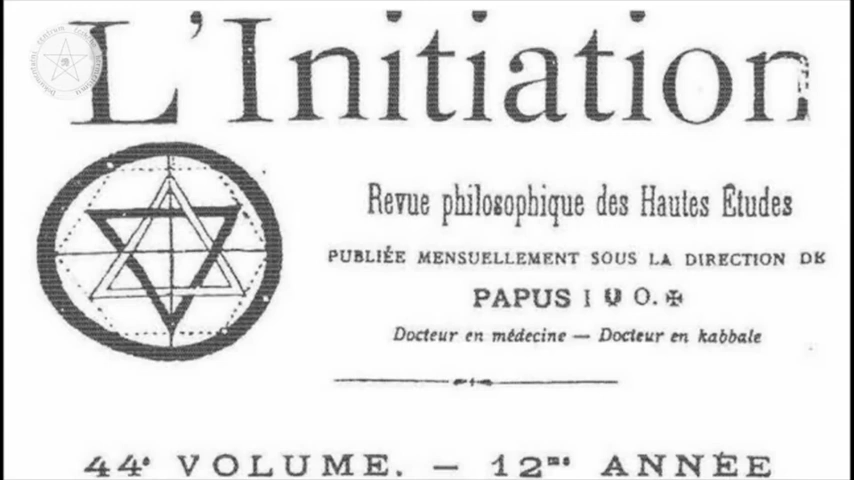 L'Initiation
Revue philosophique des Hautes Études
PUBLIÉE MENSUELLEMENT SOUS LA DIRECTION DE
PAPUS I O. ✠
Docteur en médecine — Docteur en kabbale
44e VOLUME. — 12me ANNÉE